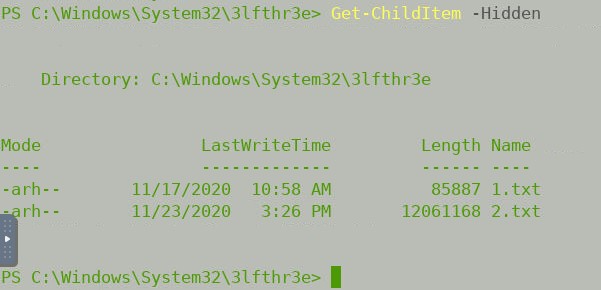 PS C:\Windows\System32\3lfthr3e> Get-ChildItem -Hidden
Directory: C:\Windows\System32\3lfthr3e
Mode LastWriteTime Length Name
---- ------------- ------ ----
-arh-- 11/17/2020 10:58 AM 85887 1.txt
-arh-- 11/23/2020 3:26 PM 12061168 2.txt
PS C:\Windows\System32\3lfthr3e>